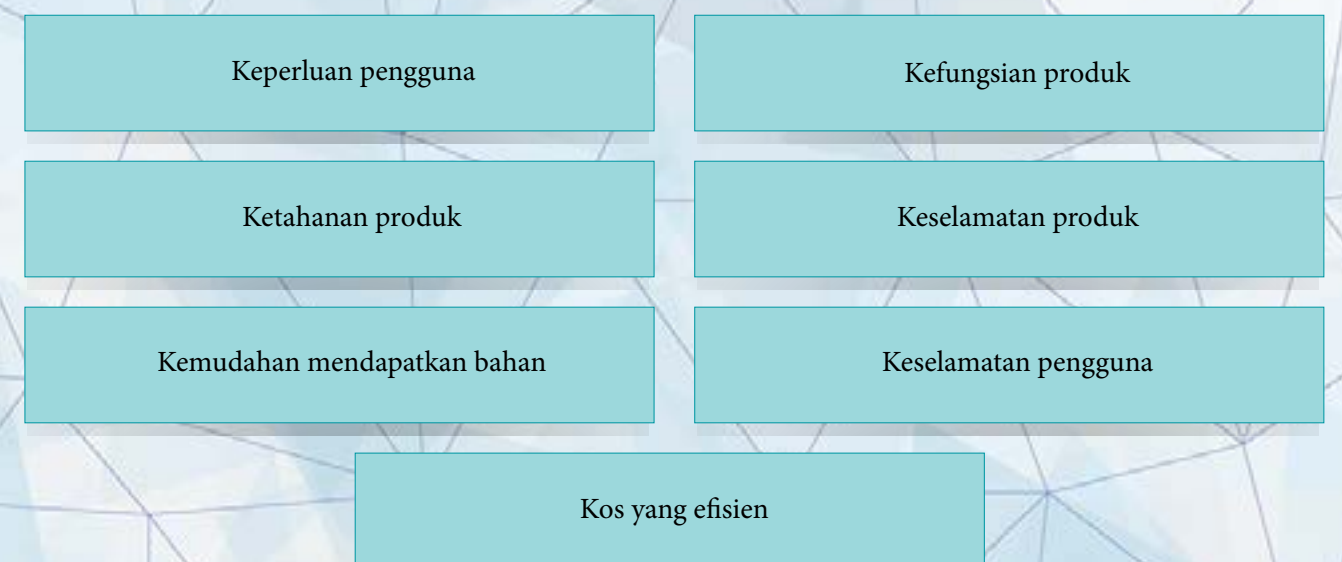 Keperluan pengguna
Kefungsian produk
Ketahanan produk
Keselamatan produk
Kemudahan mendapatkan bahan
Keselamatan pengguna
Kos yang efisien